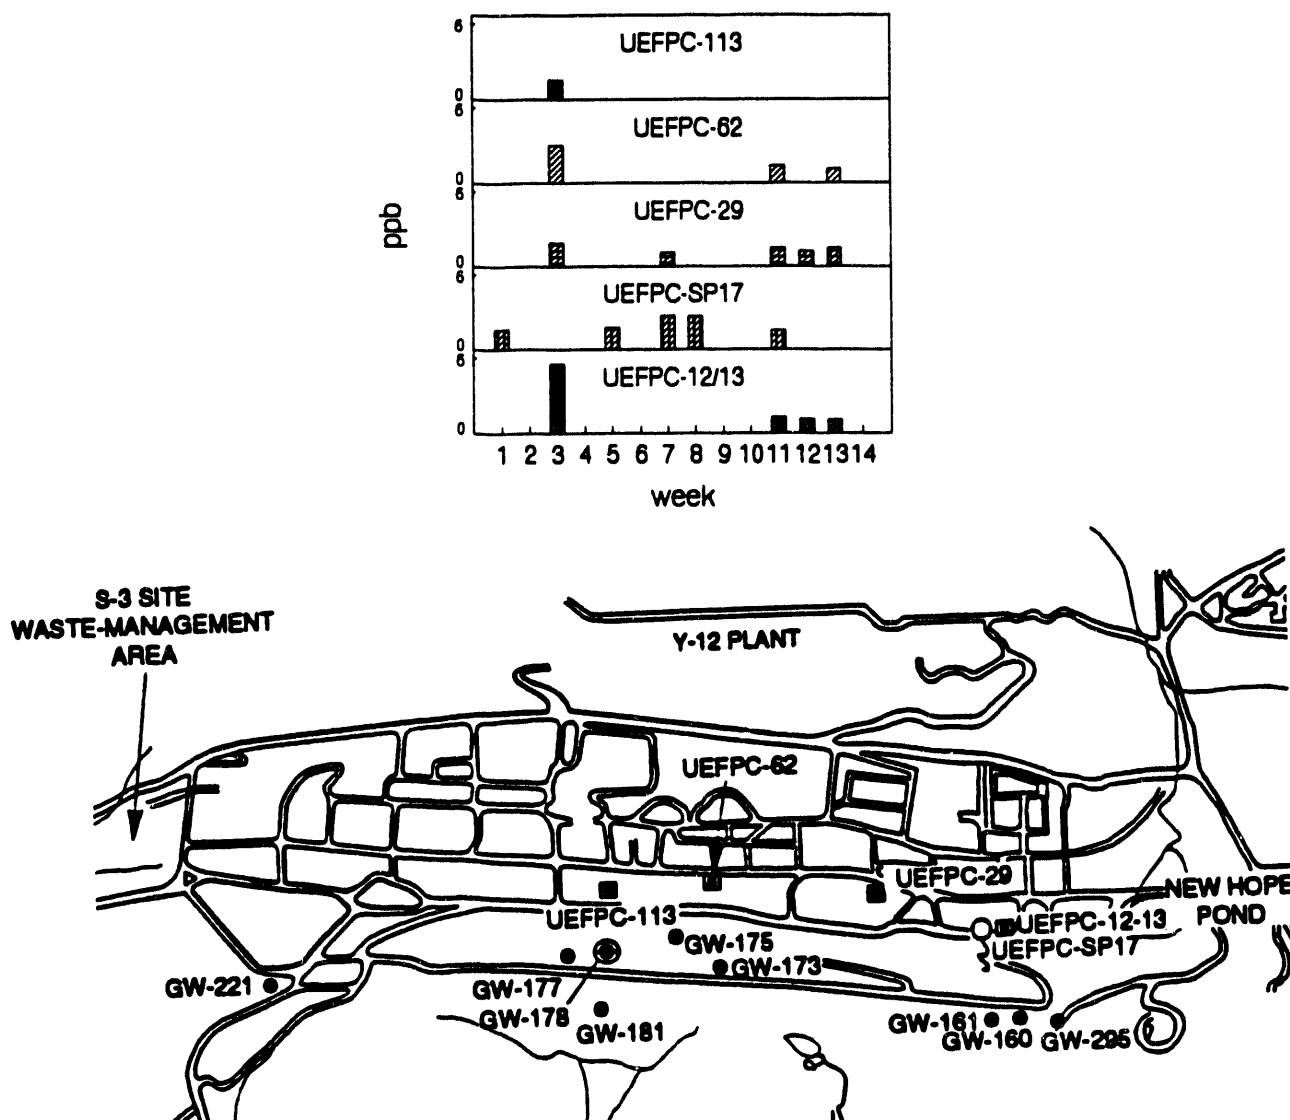 6
UEFPC-113
0
6
UEFPC-62
0
6
UEFPC-29
0
6
UEFPC-SP17
0
6
UEFPC-12/13
0
ppb
1 2 3 4 5 6 7 8 9 10 11 12 13 14
week
S-3 SITE
WASTE-MANAGEMENT
AREA
Y-12 PLANT
UEFPC-62
UEFPC-29
NEW HOPE
POND
UEFPC-113
UEFPC-12-13
UEFPC-SP17
GW-175
GW-173
GW-221
GW-177
GW-178
GW-181
GW-161
GW-160
GW-295